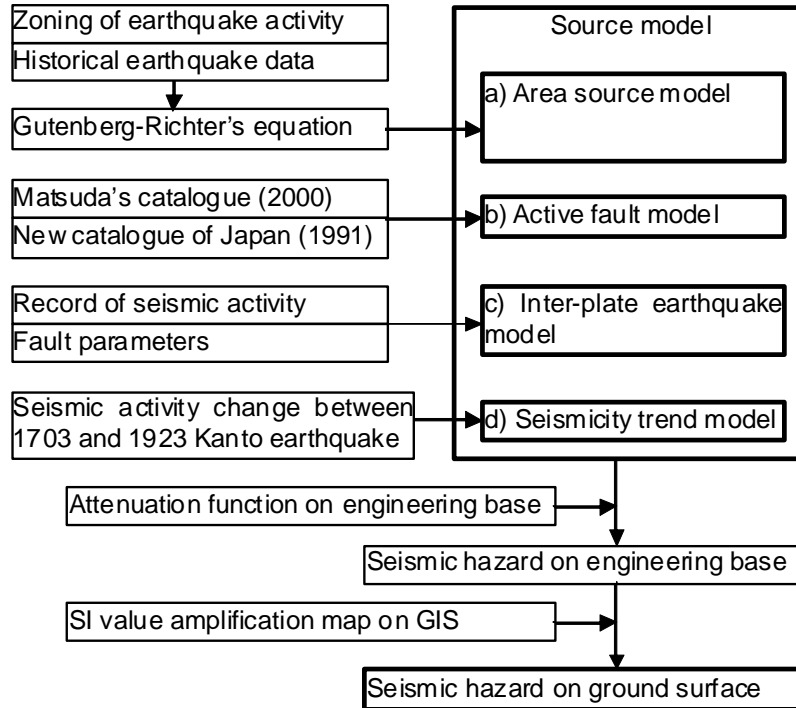 Zoning of earthquake activity
Historical earthquake data
Gutenberg-Richter's equation
Matsuda's catalogue (2000)
New catalogue of Japan (1991)
Record of seismic activity
Fault parameters
Seismic activity change between
1703 and 1923 Kanto earthquake
Source model
a) Area source model
b) Active fault model
c) Inter-plate earthquake
model
d) Seismicity trend model
Attenuation function on engineering base
Seismic hazard on engineering base
SI value amplification map on GIS
Seismic hazard on ground surface